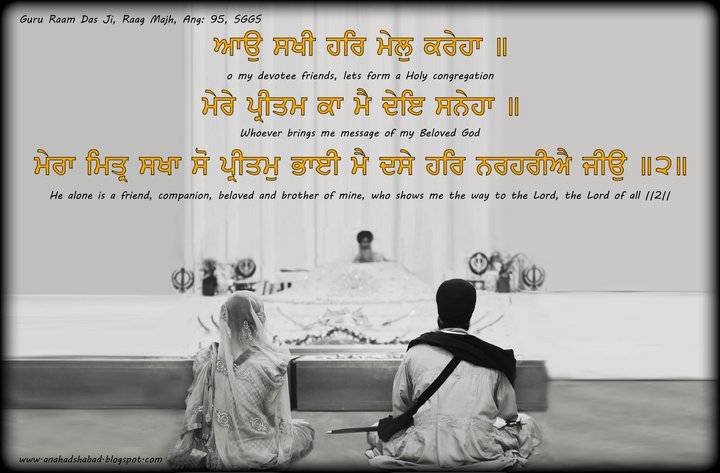 Guru Raam Das Ji, Raag Majh, Ang: 95, SGGS
ਆਉ ਸਖੀ ਹਰਿ ਮੇਲੁ ਕਰੇਹਾ ॥
o my devotee friends, lets form a Holy congregation
ਮੇਰੇ ਪ੍ਰੀਤਮ ਕਾ ਮੈ ਦੇਇ ਸਨੇਹਾ ॥
Whoever brings me message of my Beloved God
ਮੇਰਾ ਮਿਤ੍ਰੁ ਸਖਾ ਸੋ ਪ੍ਰੀਤਮੁ ਭਾਈ ਮੈ ਦਸੇ ਹਰਿ ਨਰਹਰੀਐ ਜੀਉ ॥੨॥
He alone is a friend, companion, beloved and brother of mine, who shows me the way to the Lord, the Lord of all ||2||
www.anahadshabad.blogspot.com